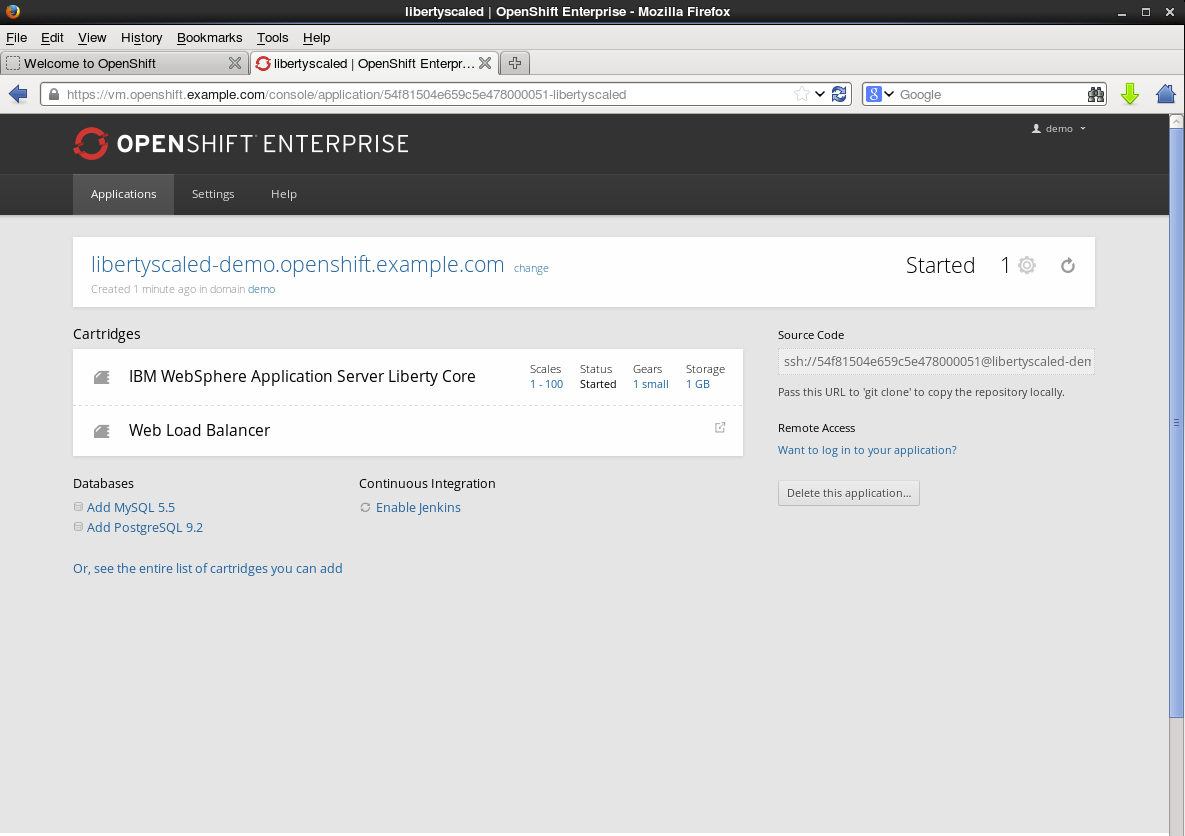 libertyscaled | OpenShift Enterprise - Mozilla Firefox
File Edit View History Bookmarks Tools Help
Welcome to OpenShift
libertyscaled | OpenShift Enterpr...
https://vm.openshift.example.com/console/application/54f81504e659c5e478000051-libertyscaled
8 Google
OPENSHIFT ENTERPRISE
demo
Applications Settings Help
libertyscaled-demo.openshift.example.com change
Started 1
Created 1 minute ago in domain demo
Cartridges
IBM WebSphere Application Server Liberty Core
Scales Status Gears Storage
1 - 100 Started 1 small 1 GB
Web Load Balancer
Source Code
ssh://54f81504e659c5e478000051@libertyscaled-dem
Pass this URL to 'git clone' to copy the repository locally.
Remote Access
Want to log in to your application?
Delete this application...
Databases
Add MySQL 5.5
Add PostgreSQL 9.2
Continuous Integration
Enable Jenkins
Or, see the entire list of cartridges you can add